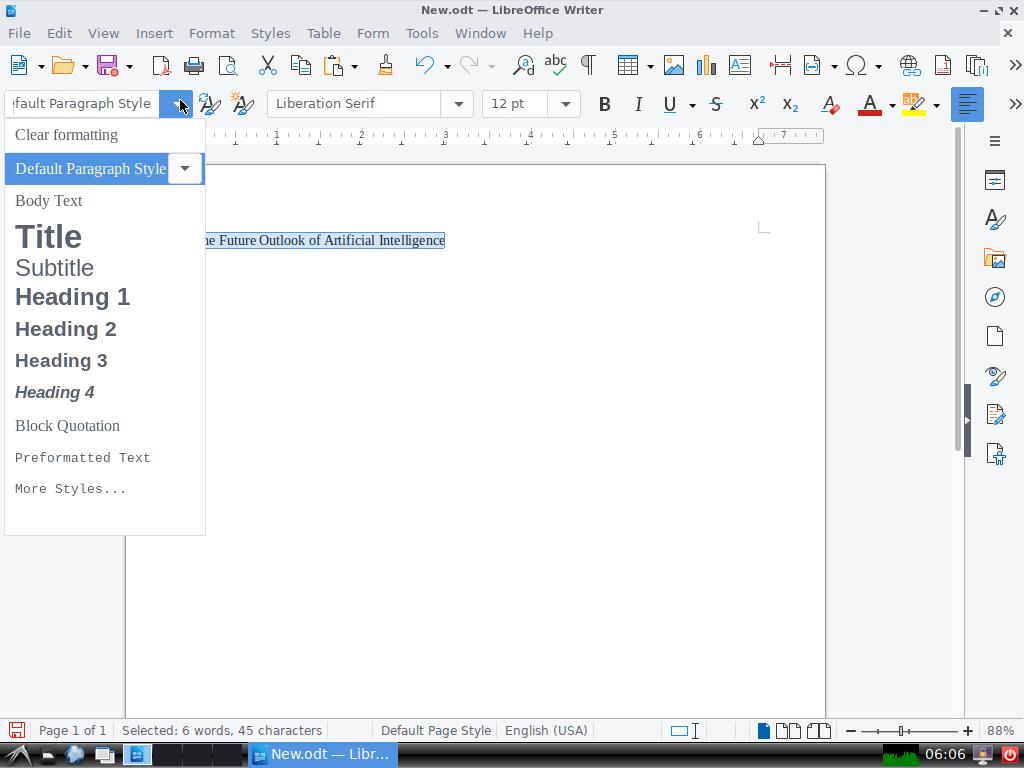 New.odt — LibreOffice Writer
File Edit View Insert Format Styles Table Form Tools Window Help
fault Paragraph Style Liberation Serif 12 pt
Clear formatting
1 2 3 4 5 6 7
Default Paragraph Style
Body Text
Title
Future Outlook of Artificial Intelligence
Subtitle
Heading 1
Heading 2
Heading 3
Heading 4
Block Quotation
Preformatted Text
More Styles...
Page 1 of 1 Selected: 6 words, 45 characters Default Page Style English (USA) 88%
New.odt — Libr... 06:06